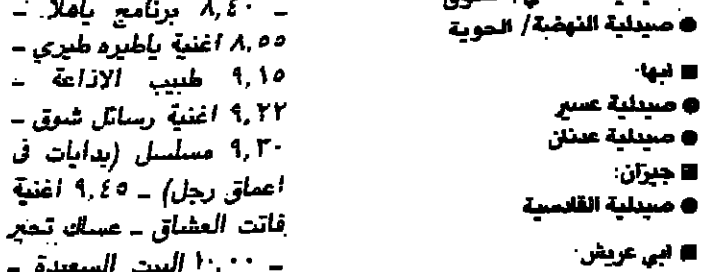 ● صيدلية النهضة/ الحوية
■ ابها·
● صيدلية عسير
● صيدلية عدنان
■ جيزان:
● صيدلية القادسية
■ ابي عريش·
– ٨,٤٠ برنامج ياهلا. –
٨,٥٥ اغنية ياطيره طيري –
٩,١٥ طبيب الاذاعة –
٩,٢٢ اغنية رسائل شوق –
٩,٣٠ مسلسل (بدايات في
اعماق رجل) – ٩,٤٥ اغنية
فاتت العشاق – عساك تخير
– ١٠,٠٠ البيت السعيدة –